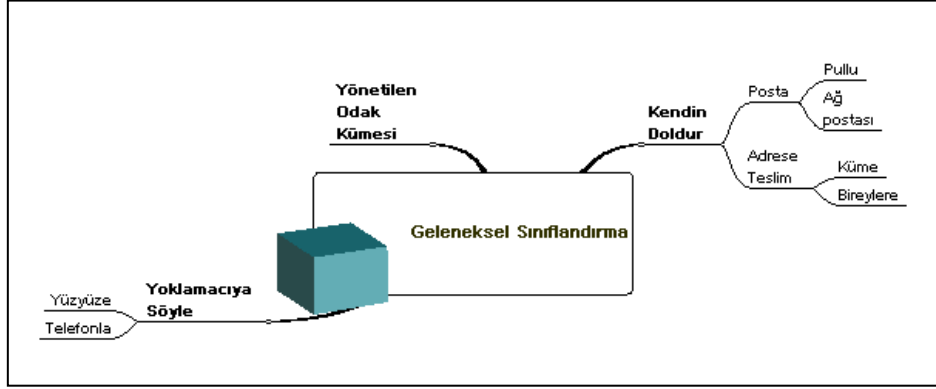 Yönetilen
Odak
Kümesi
Kendin
Doldur
Posta
Pullu
Ağ
postası
Adrese
Teslim
Küme
Bireylere
Geleneksel Sınıflandırma
Yoklamacıya
Söyle
Yüzyüze
Telefonla